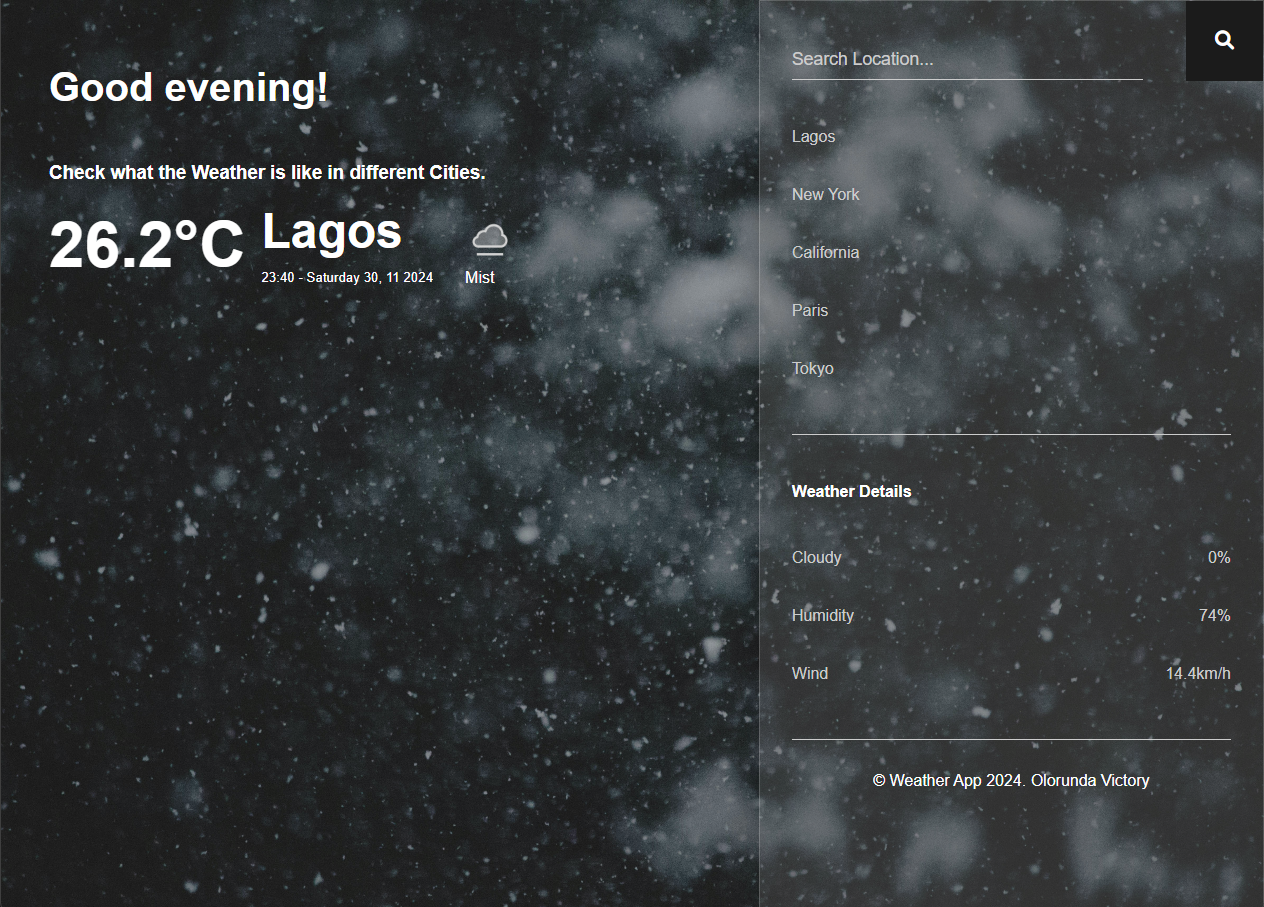 Good evening!
Check what the Weather is like in different Cities.
26.2°C
Lagos
23:40 - Saturday 30, 11 2024
Mist
Search Location...
Lagos
New York
California
Paris
Tokyo
Weather Details
Cloudy 0%
Humidity 74%
Wind 14.4km/h
© Weather App 2024. Olorunda Victory